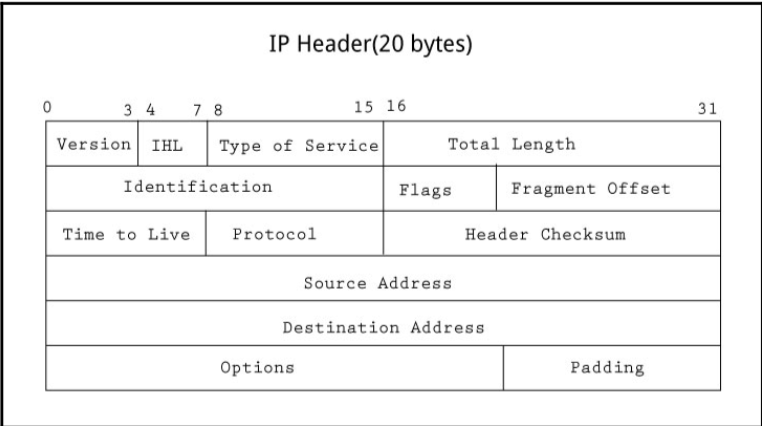 IP Header(20 bytes)
0 3 4 7 8 15 16 31
Version IHL Type of Service Total Length
Identification Flags Fragment Offset
Time to Live Protocol Header Checksum
Source Address
Destination Address
Options Padding